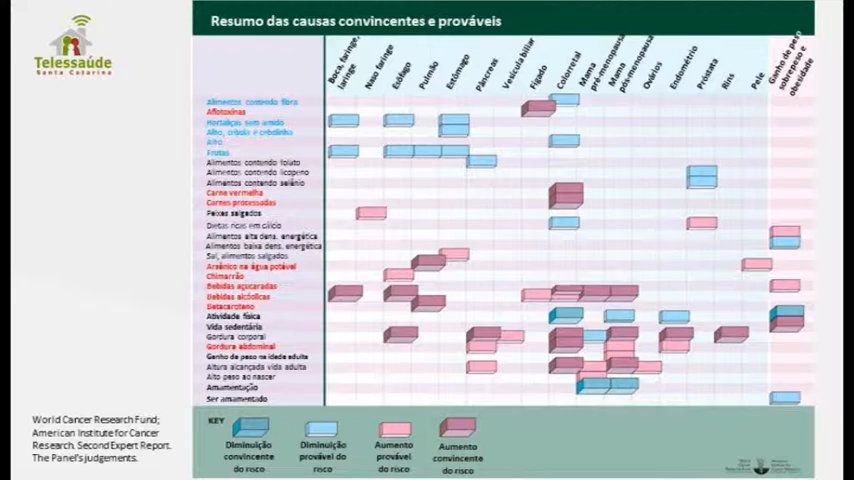 Telessaúde
Santa Catarina
Resumo das causas convincentes e prováveis
Boca, faringe,
laringe
Naso faringe
Esôfago
Pulmão
Estômago
Pâncreas
Vesícula biliar
Fígado
Colorretal
Mama
pré-menopausa
Mama
pós-menopausa
Ovários
Endométrio
Próstata
Rins
Pele
Ganho de peso
sobrepeso e
obesidade
Alimentos contendo fibra
Aflotoxinas
Hortaliças sem amido
Alho, cebola e cebolinha
Alho
Frutas
Alimentos contendo folato
Alimentos contendo licopeno
Alimentos contendo selênio
Carne vermelha
Carnes processadas
Peixes salgados
Dietas ricas em cálcio
Alimentos alta dens. energética
Alimentos baixa dens. energética
Sal, alimentos salgados
Arsênico na água potável
Chimarrão
Bebidas açucaradas
Bebidas alcóolicas
Betacaroteno
Atividade física
Vida sedentária
Gordura corporal
Gordura abdominal
Ganho de peso na idade adulta
Altura alcançada vida adulta
Alto peso ao nascer
Amamentação
Ser amamentado
KEY
Diminuição
convincente
do risco
Diminuição
provável do
risco
Aumento
provável
do risco
Aumento
convincente
do risco
World Cancer Research Fund;
American Institute for Cancer
Research. Second Expert Report.
The Panel's judgements.